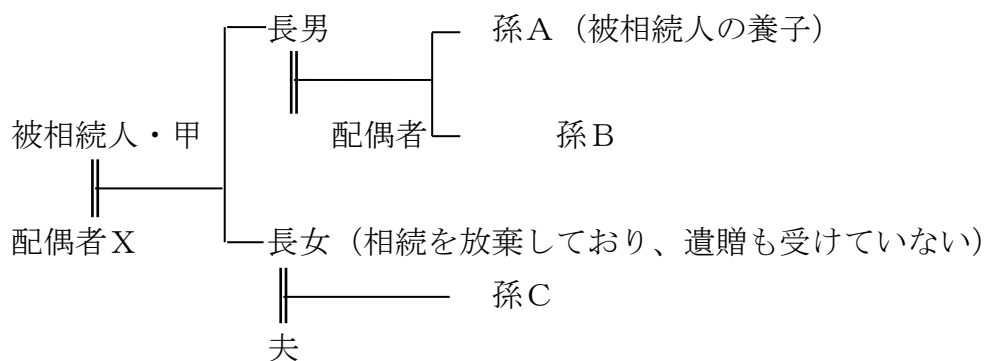 長男 孫A（被相続人の養子）
被相続人・甲 配偶者 孫B
配偶者X 長女（相続を放棄しており、遺贈も受けていない）
孫C
夫